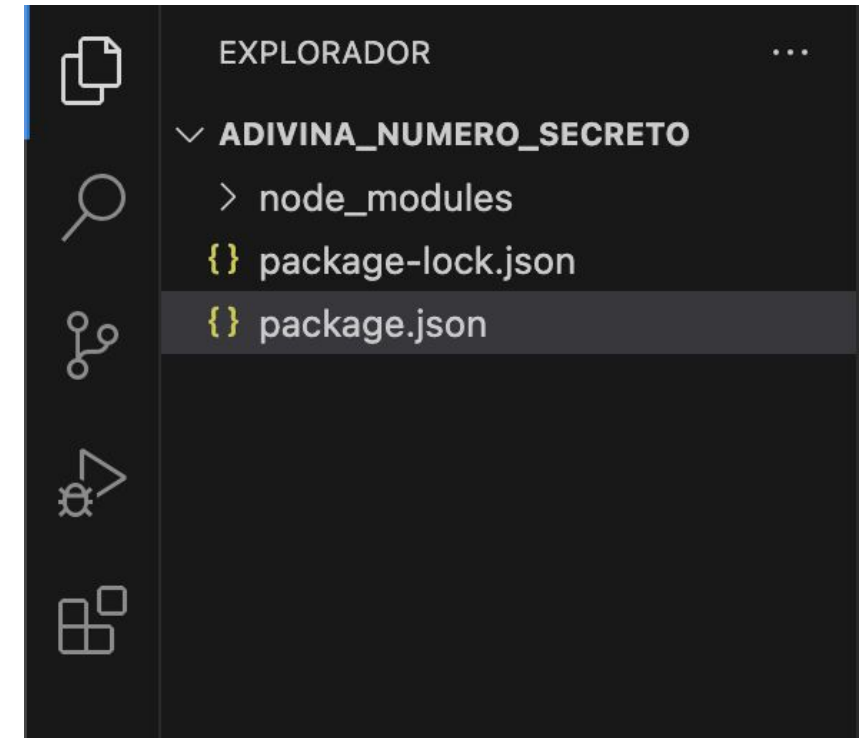 EXPLORADOR ...
ADIVINA_NUMERO_SECRETO
node_modules
{} package-lock.json
{} package.json